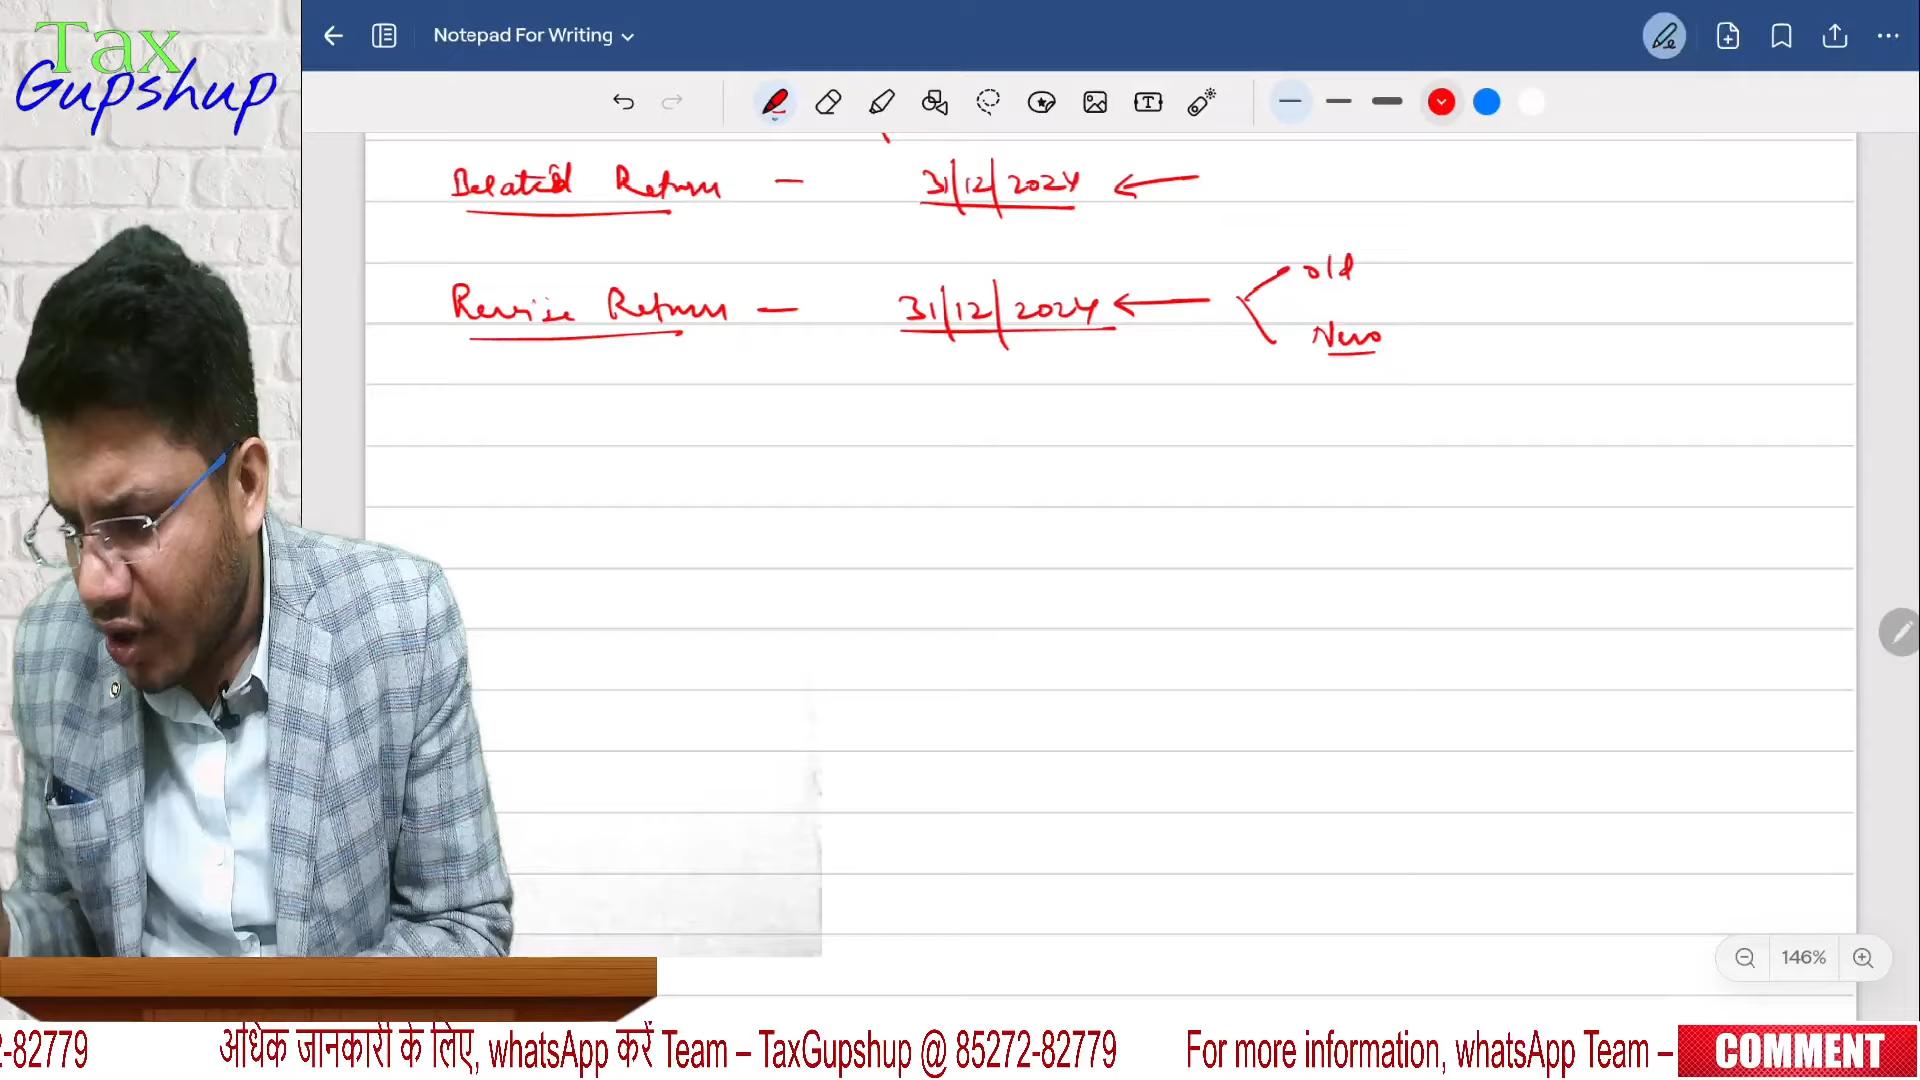 Tax
Gupshup
Notepad For Writing
Belated Return - 31/12/2024
Old
Revise Return - 31/12/2024
New
146%
2-82779 अधिक जानकारी के लिए, whatsApp करें Team – TaxGupshup @ 85272-82779 For more information, whatsApp Team –
COMMENT